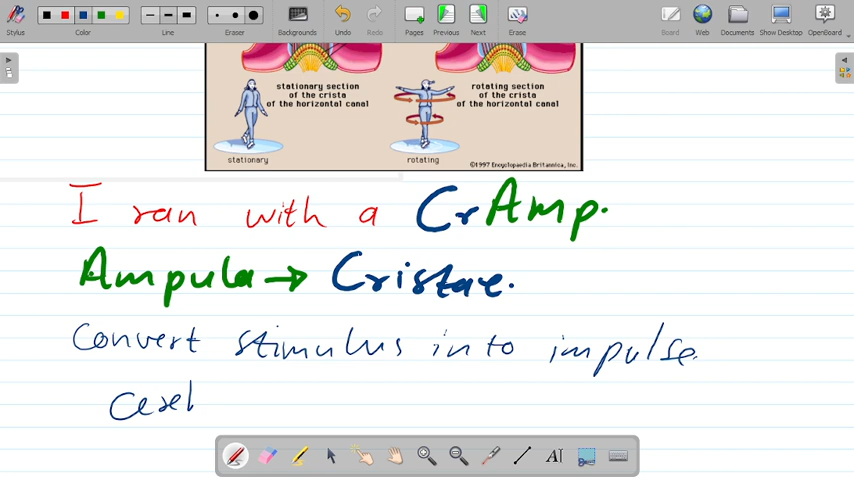 Stylus
Color
Line
Eraser
Backgrounds
Undo
Redo
Pages
Previous
Next
Erase
Board
Web
Documents
Show Desktop
OpenBoard
stationary section
of the crista
of the horizontal canal
rotating section
of the crista
of the horizontal canal
stationary
rotating
©1997 Encyclopaedia Britannica, Inc.
I ran with a CrAmp.
Ampula → Cristae.
Convert stimulus into impulse.